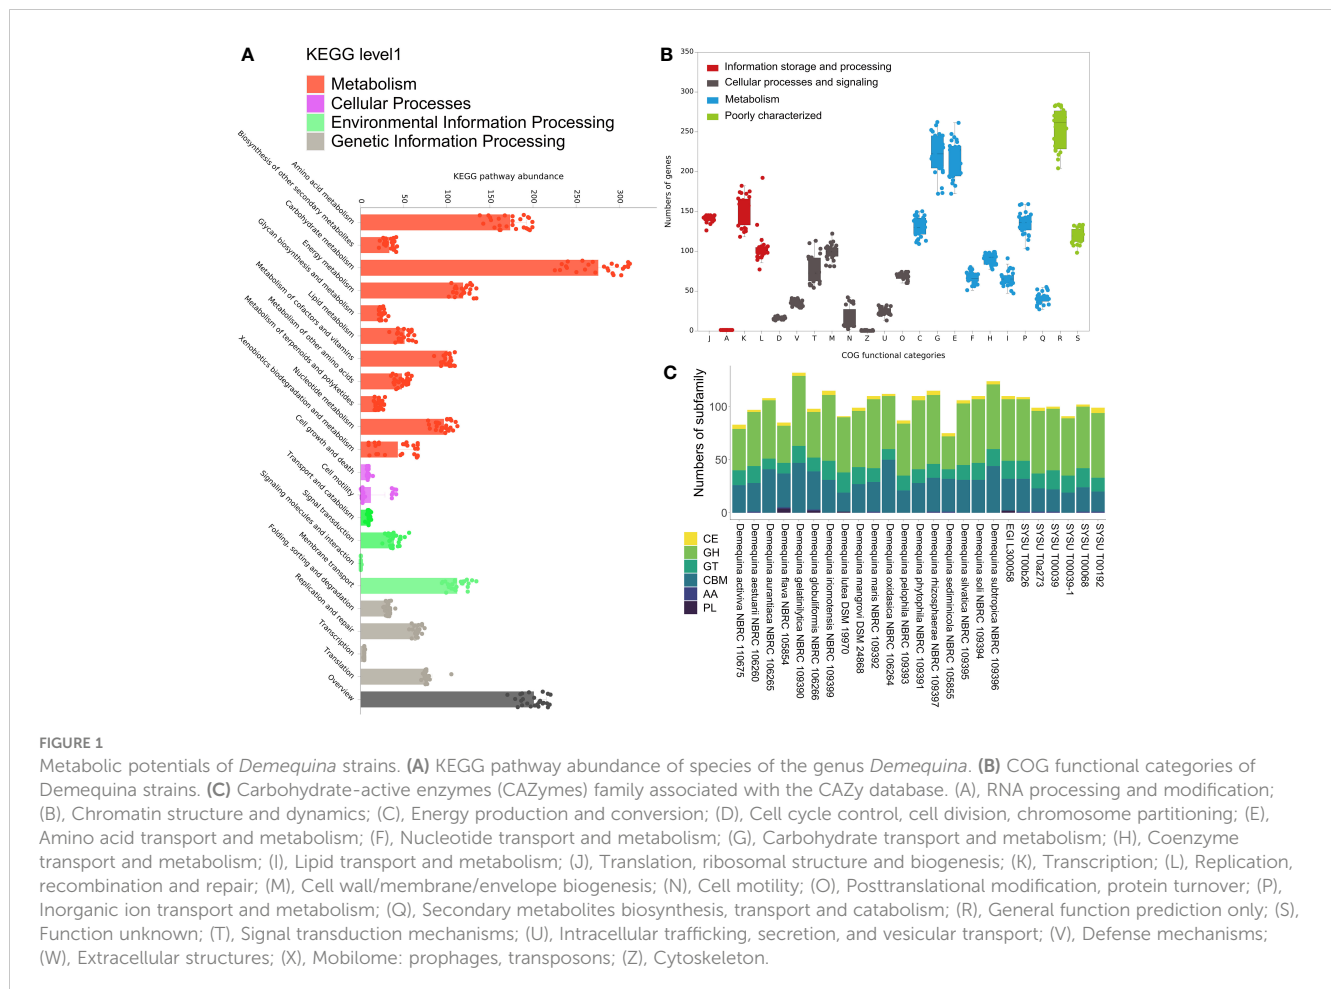 A
KEGG level1
Metabolism
Cellular Processes
Environmental Information Processing
Genetic Information Processing
KEGG pathway abundance
0
50
100
150
200
250
300
Amino acid metabolism
Biosynthesis of other secondary metabolites
Carbohydrate metabolism
Energy metabolism
Glycan biosynthesis and metabolism
Lipid metabolism
Metabolism of cofactors and vitamins
Metabolism of other amino acids
Metabolism of terpenoids and polyketides
Nucleotide metabolism
Xenobiotics biodegradation and metabolism
Cell growth and death
Cell motility
Transport and catabolism
Signal transduction
Signaling molecules and interaction
Membrane transport
Folding, sorting and degradation
Replication and repair
Transcription
Translation
Overview
B
Information storage and processing
Cellular processes and signaling
Metabolism
Poorly characterized
Numbers of genes
350
300
250
200
150
100
50
0
J A K L D V T M N Z U O C G E F H I P Q R S
COG functional categories
C
Numbers of subfamily
100
50
0
CE
GH
GT
CBM
AA
PL
Demequina activiva NBRC 110675
Demequina aestuarii NBRC 106260
Demequina aurantiaca NBRC 106265
Demequina flava NBRC 105854
Demequina gelatinilytica NBRC 109390
Demequina globuliformis NBRC 106266
Demequina iriomotensis NBRC 109399
Demequina lutea DSM 19970
Demequina mangrovi DSM 24868
Demequina maris NBRC 109392
Demequina oxidasica NBRC 106264
Demequina pelophila NBRC 109393
Demequina phytophila NBRC 109391
Demequina rhizosphaerae NBRC 109397
Demequina sediminicola NBRC 105855
Demequina silvatica NBRC 109395
Demequina soli NBRC 109394
Demequina subtropica NBRC 109396
EGI L300058
SYSU T00b26
SYSU T0a273
SYSU T00039
SYSU T00039-1
SYSU T00068
SYSU T00192
FIGURE 1
Metabolic potentials of Demequina strains. (A) KEGG pathway abundance of species of the genus Demequina. (B) COG functional categories of
Demequina strains. (C) Carbohydrate-active enzymes (CAZymes) family associated with the CAZy database. (A), RNA processing and modification;
(B), Chromatin structure and dynamics; (C), Energy production and conversion; (D), Cell cycle control, cell division, chromosome partitioning; (E),
Amino acid transport and metabolism; (F), Nucleotide transport and metabolism; (G), Carbohydrate transport and metabolism; (H), Coenzyme
transport and metabolism; (I), Lipid transport and metabolism; (J), Translation, ribosomal structure and biogenesis; (K), Transcription; (L), Replication,
recombination and repair; (M), Cell wall/membrane/envelope biogenesis; (N), Cell motility; (O), Posttranslational modification, protein turnover; (P),
Inorganic ion transport and metabolism; (Q), Secondary metabolites biosynthesis, transport and catabolism; (R), General function prediction only; (S),
Function unknown; (T), Signal transduction mechanisms; (U), Intracellular trafficking, secretion, and vesicular transport; (V), Defense mechanisms;
(W), Extracellular structures; (X), Mobilome: prophages, transposons; (Z), Cytoskeleton.